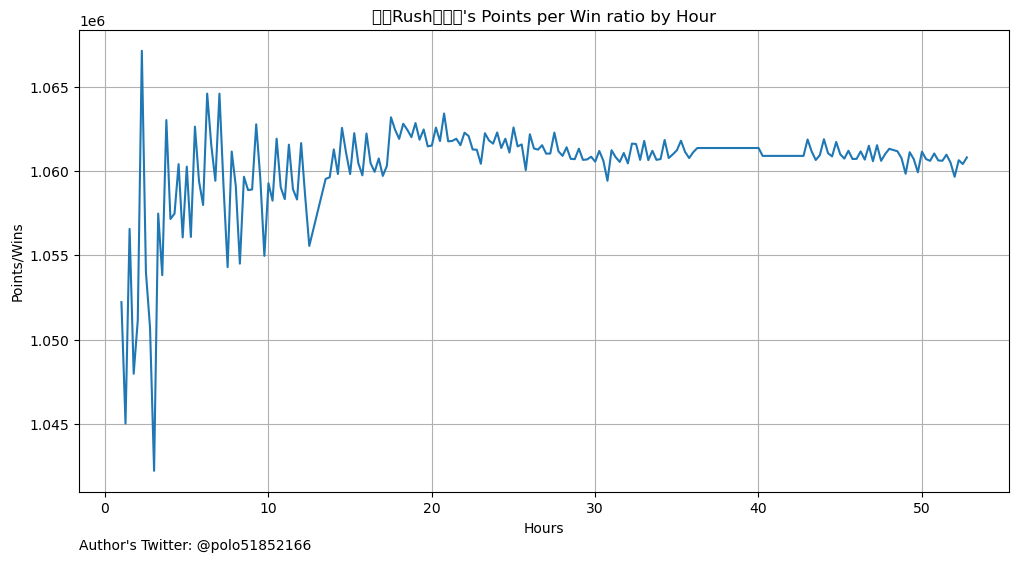 Rush's Points per Win ratio by Hour
1e6
1.065
1.060
1.055
1.050
1.045
Points/Wins
0
10
20
30
40
50
Hours
Author's Twitter: @polo51852166